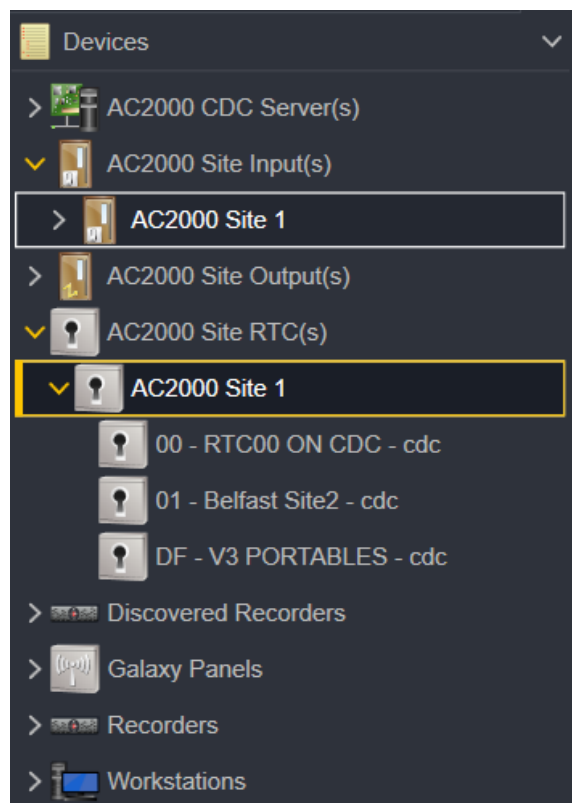 Devices
AC2000 CDC Server(s)
AC2000 Site Input(s)
AC2000 Site 1
AC2000 Site Output(s)
AC2000 Site RTC(s)
AC2000 Site 1
00 - RTC00 ON CDC - cdc
01 - Belfast Site2 - cdc
DF - V3 PORTABLES - cdc
Discovered Recorders
Galaxy Panels
Recorders
Workstations